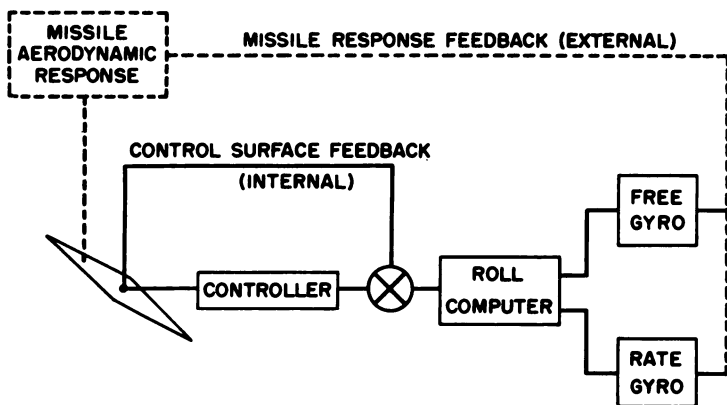 MISSILE
AERODYNAMIC
RESPONSE
MISSILE RESPONSE FEEDBACK (EXTERNAL)
CONTROL SURFACE FEEDBACK
(INTERNAL)
FREE
GYRO
CONTROLLER
ROLL
COMPUTER
RATE
GYRO